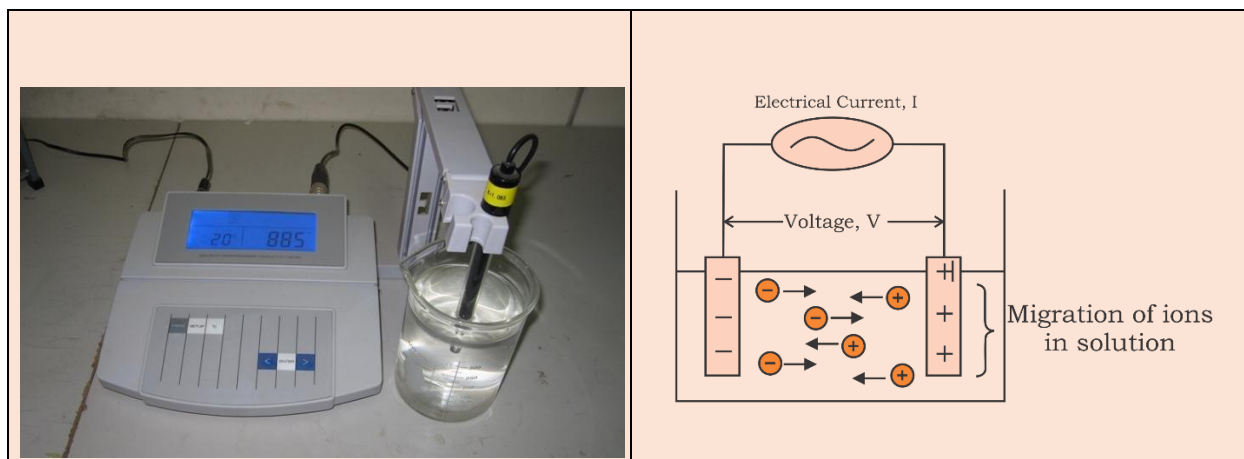 20
885
Electrical Current, I
Voltage, V
Migration of ions
in solution